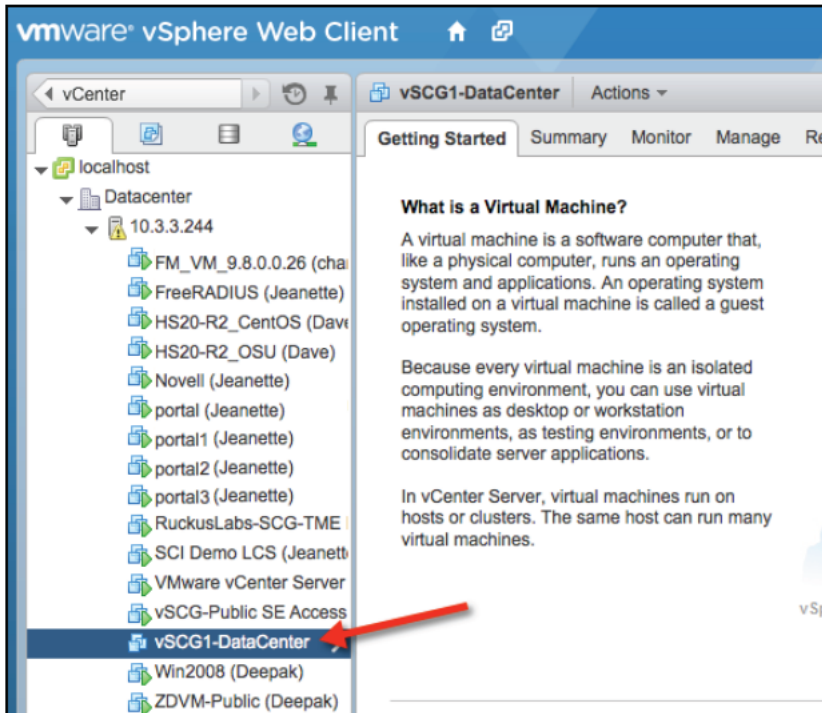 vmware® vSphere Web Client
vCenter
vSCG1-DataCenter
Actions
Getting Started Summary Monitor Manage
localhost
Datacenter
10.3.3.244
FM_VM_9.8.0.0.26 (cha
FreeRADIUS (Jeanette)
HS20-R2_CentOS (Dave
HS20-R2_OSU (Dave)
Novell (Jeanette)
portal (Jeanette)
portal1 (Jeanette)
portal2 (Jeanette)
portal3 (Jeanette)
RuckusLabs-SCG-TME
SCI Demo LCS (Jeanett
VMware vCenter Server
vSCG-Public SE Access
vSCG1-DataCenter
Win2008 (Deepak)
ZDVM-Public (Deepak)
What is a Virtual Machine?
A virtual machine is a software computer that,
like a physical computer, runs an operating
system and applications. An operating system
installed on a virtual machine is called a guest
operating system.
Because every virtual machine is an isolated
computing environment, you can use virtual
machines as desktop or workstation
environments, as testing environments, or to
consolidate server applications.
In vCenter Server, virtual machines run on
hosts or clusters. The same host can run many
virtual machines.